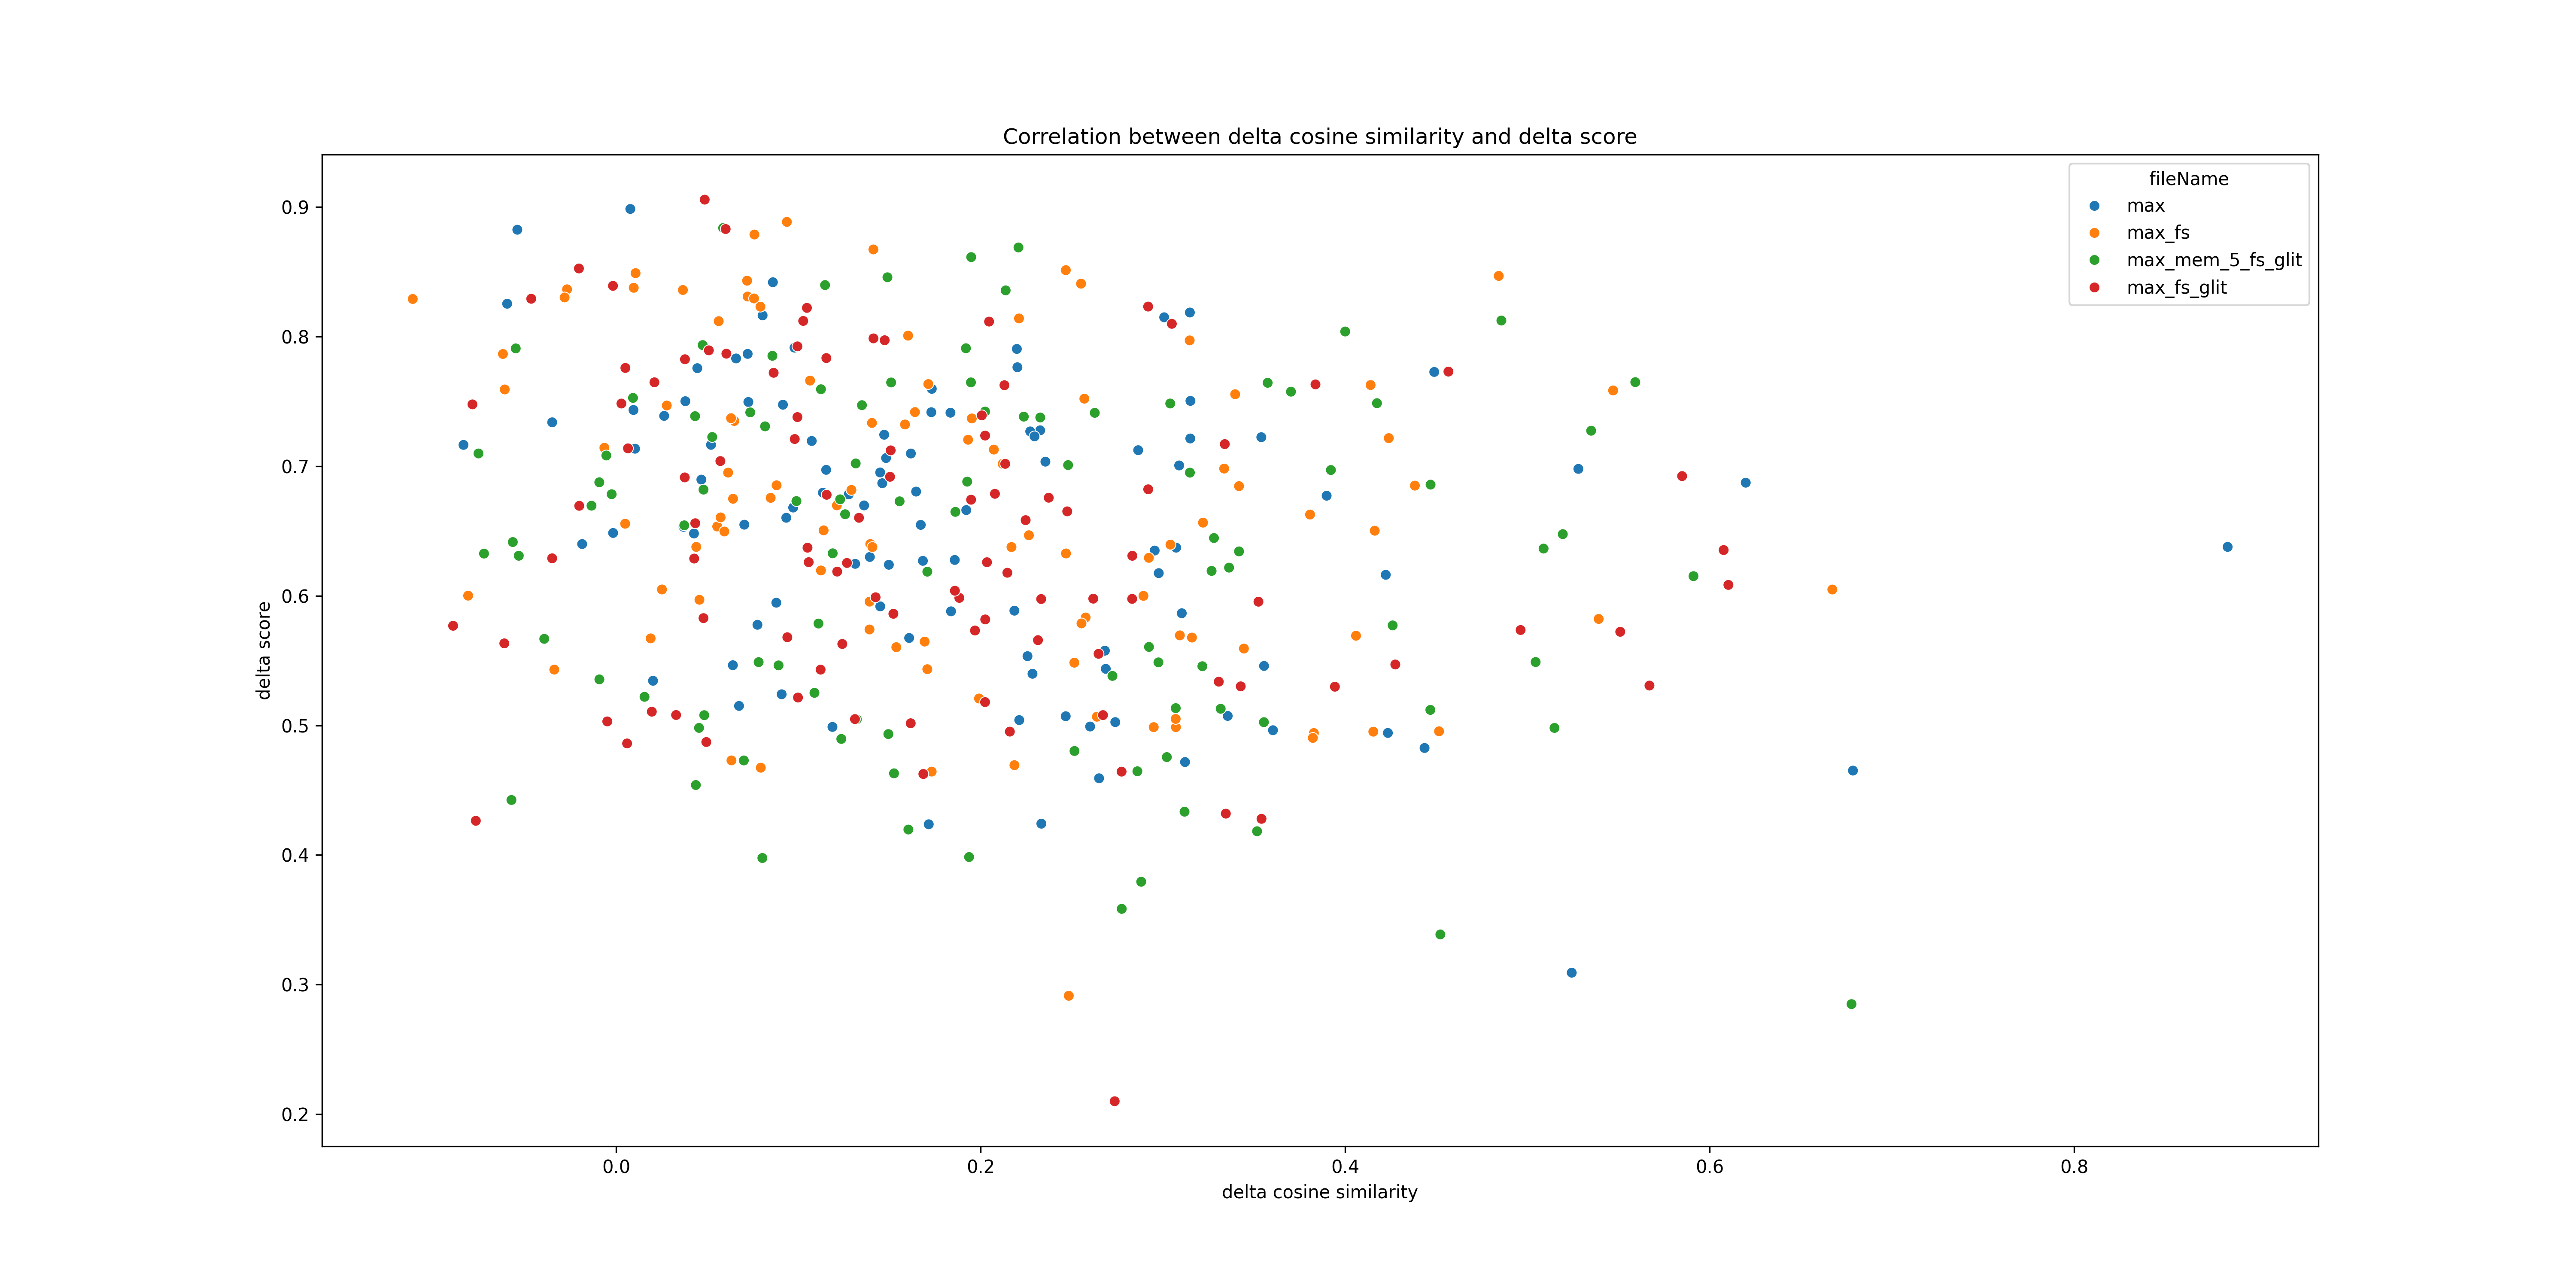 Correlation between delta cosine similarity and delta score
fileName
max
max_fs
max_mem_5_fs_glit
max_fs_glit
0.9
0.8
0.7
0.6
0.5
0.4
0.3
0.2
delta score
0.0 0.2 0.4 0.6 0.8
delta cosine similarity